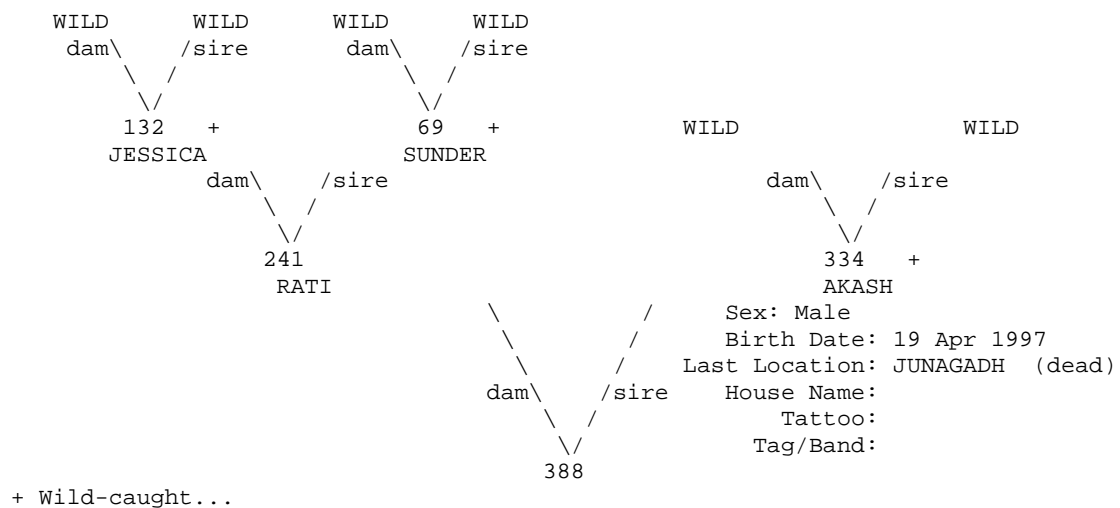 WILD WILD WILD WILD
dam\ /sire dam\ /sire
\ / \ /
\/ \/
132 + 69 + WILD WILD
JESSICA SUNDER
dam\ /sire dam\ /sire
\ / \ /
\/ \/
241 334 +
RATI AKASH
\ / Sex: Male
\ / Birth Date: 19 Apr 1997
\ / Last Location: JUNAGADH (dead)
dam\ /sire House Name:
\ / Tattoo:
\/ Tag/Band:
388
+ Wild-caught...